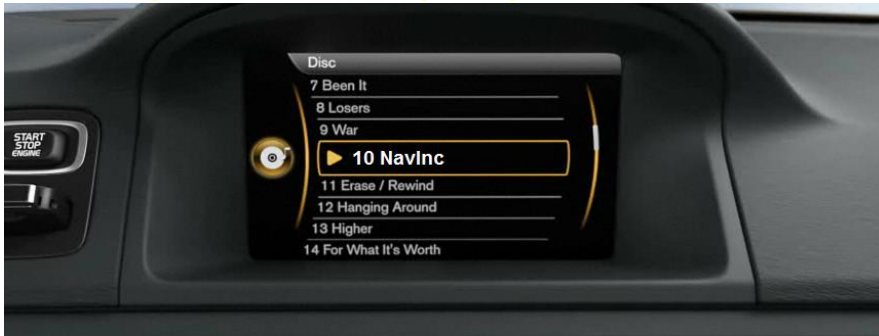 Disc
7 Been It
8 Losers
9 War
10 NavInc
11 Erase / Rewind
12 Hanging Around
13 Higher
14 For What It's Worth
START
STOP
ENGINE